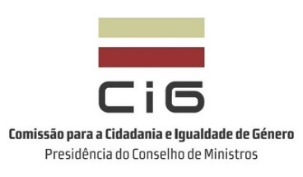 CiG
Comissão para a Cidadania e Igualdade de Género
Presidência do Conselho de Ministros